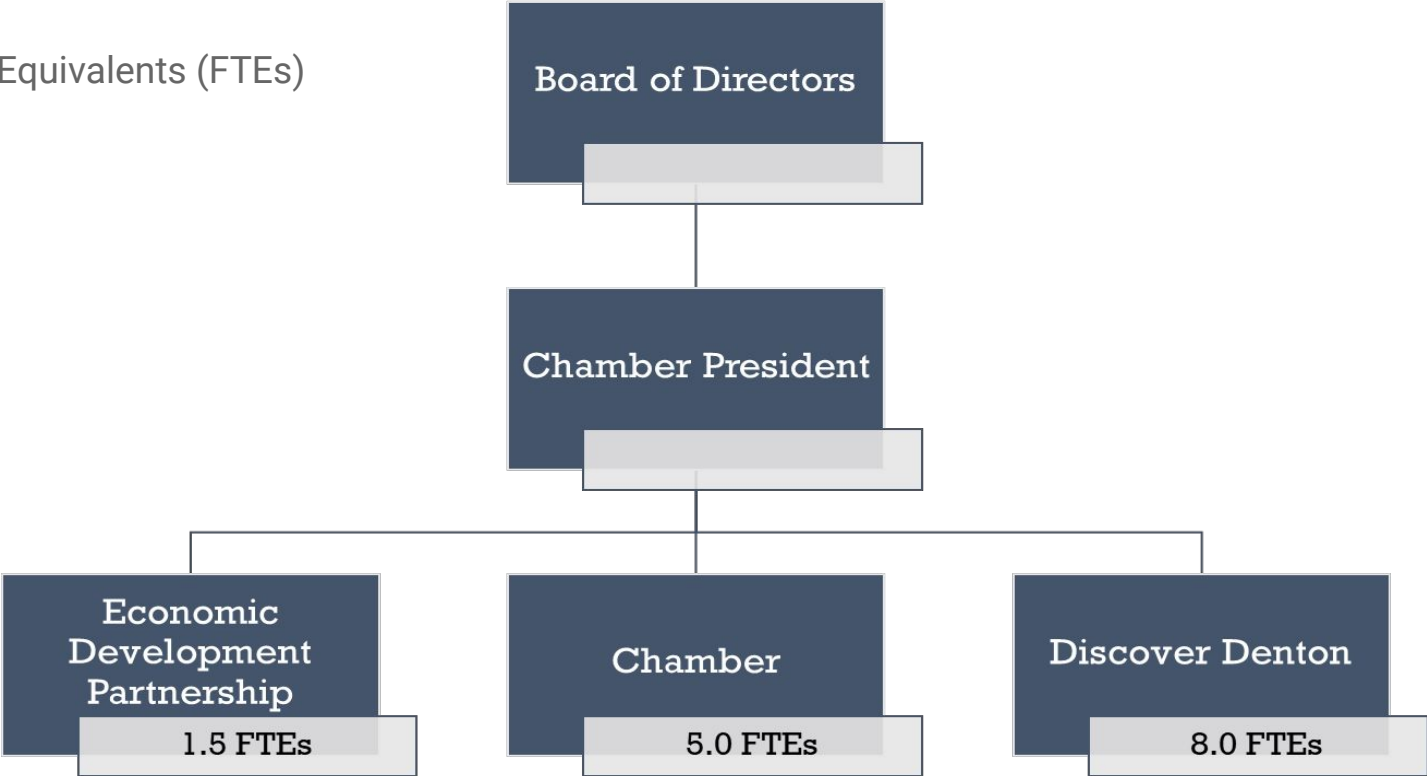 Equivalents (FTEs)
Board of Directors
Chamber President
Economic
Development
Partnership
1.5 FTEs
Chamber
5.0 FTEs
Discover Denton
8.0 FTEs